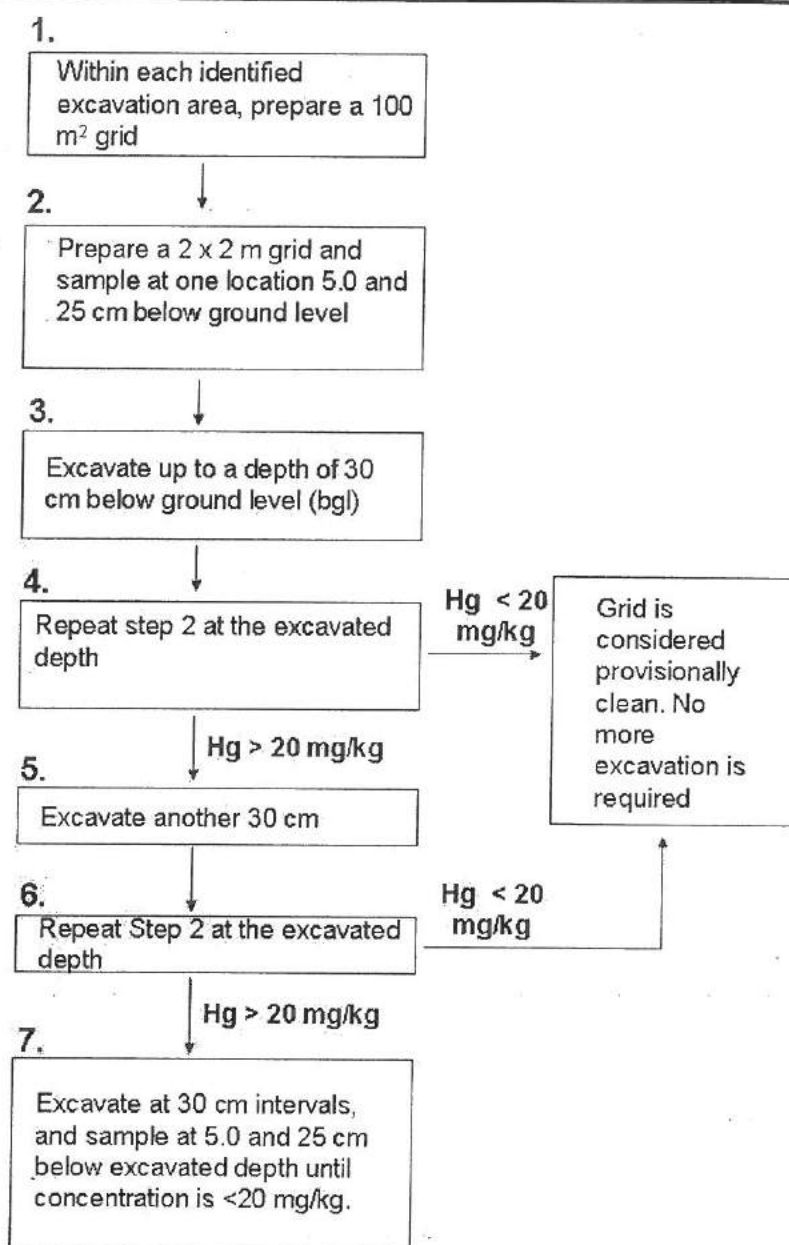 1.
Within each identified
excavation area, prepare a 100
m² grid
2.
Prepare a 2 x 2 m grid and
sample at one location 5.0 and
25 cm below ground level
3.
Excavate up to a depth of 30
cm below ground level (bgl)
4.
Repeat step 2 at the excavated
depth
Hg < 20
mg/kg
Grid is
considered
provisionally
clean. No
more
excavation is
required
Hg > 20 mg/kg
5.
Excavate another 30 cm
6.
Repeat Step 2 at the excavated
depth
Hg < 20
mg/kg
Hg > 20 mg/kg
7.
Excavate at 30 cm intervals,
and sample at 5.0 and 25 cm
below excavated depth until
concentration is <20 mg/kg.